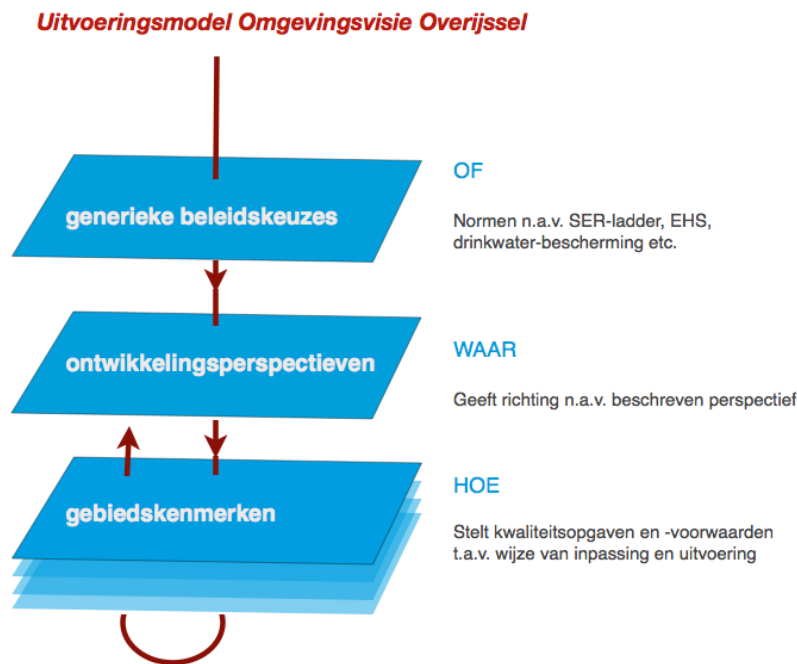 Uitvoeringsmodel Omgevingsvisie Overijssel
generieke beleidskeuzes
OF
Normen n.a.v. SER-ladder, EHS,
drinkwater-bescherming etc.
ontwikkelingsperspectieven
WAAR
Geeft richting n.a.v. beschreven perspectief
gebiedskenmerken
HOE
Stelt kwaliteitsopgaven en -voorwaarden
t.a.v. wijze van inpassing en uitvoering